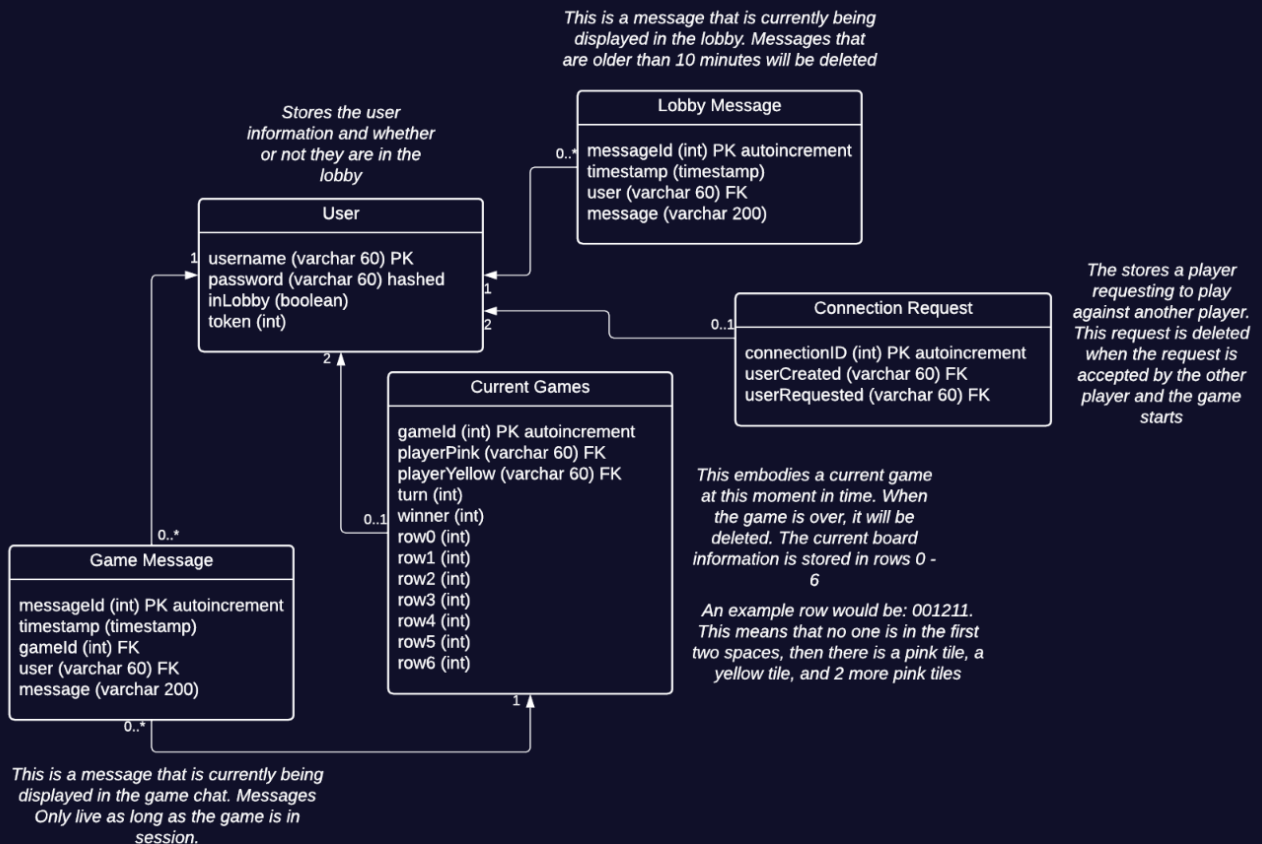 This is a message that is currently being
displayed in the lobby. Messages that
are older than 10 minutes will be deleted
Lobby Message
messageId (int) PK autoincrement
timestamp (timestamp)
user (varchar 60) FK
message (varchar 200)
0..*
Stores the user
information and whether
or not they are in the
lobby
User
username (varchar 60) PK
password (varchar 60) hashed
inLobby (boolean)
token (int)
1
1
2
2
The stores a player
requesting to play
against another player.
This request is deleted
when the request is
accepted by the other
player and the game
starts
Connection Request
connectionID (int) PK autoincrement
userCreated (varchar 60) FK
userRequested (varchar 60) FK
0..1
Current Games
gameId (int) PK autoincrement
playerPink (varchar 60) FK
playerYellow (varchar 60) FK
turn (int)
winner (int)
row0 (int)
row1 (int)
row2 (int)
row3 (int)
row4 (int)
row5 (int)
row6 (int)
0..1
1
This embodies a current game
at this moment in time. When
the game is over, it will be
deleted. The current board
information is stored in rows 0 -
6
An example row would be: 001211.
This means that no one is in the first
two spaces, then there is a pink tile, a
yellow tile, and 2 more pink tiles
0..*
Game Message
messageId (int) PK autoincrement
timestamp (timestamp)
gameId (int) FK
user (varchar 60) FK
message (varchar 200)
0..*
This is a message that is currently being
displayed in the game chat. Messages
Only live as long as the game is in
session.